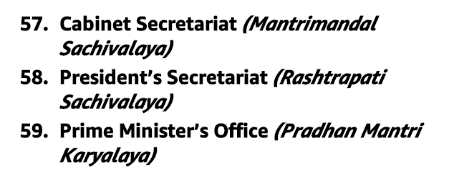 57. Cabinet Secretariat (Mantrimandal
Sachivalaya)
58. President's Secretariat (Rashtrapati
Sachivalaya)
59. Prime Minister's Office (Pradhan Mantri
Karyalaya)